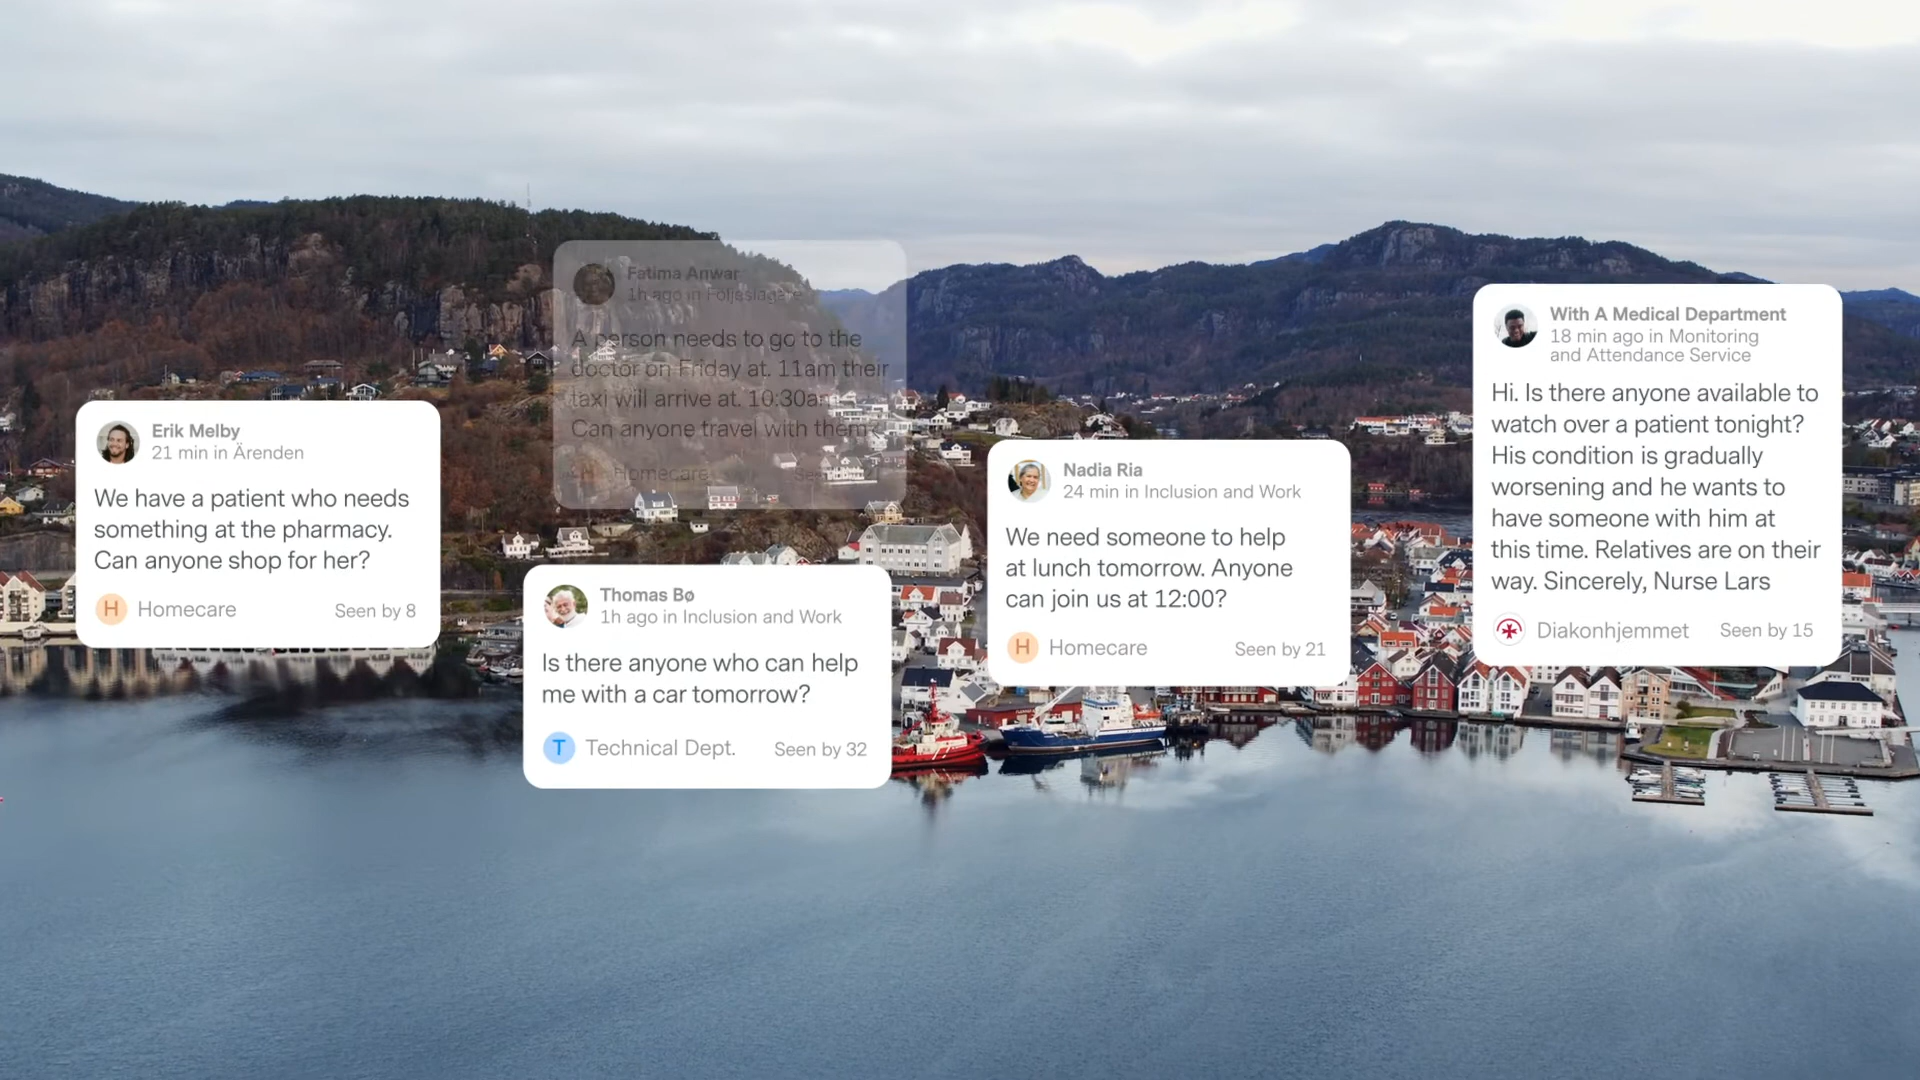 Fatima Anwar
1h ago in Följeslagare
A person needs to go to the
doctor on Friday at. 11am their
taxi will arrive at. 10:30am
Can anyone travel with them?
Homecare
With A Medical Department
18 min ago in Monitoring
and Attendance Service
Hi. Is there anyone available to
watch over a patient tonight?
His condition is gradually
worsening and he wants to
have someone with him at
this time. Relatives are on their
way. Sincerely, Nurse Lars
Diakonhjemmet Seen by 15
Erik Melby
21 min in Ärenden
We have a patient who needs
something at the pharmacy.
Can anyone shop for her?
H Homecare Seen by 8
Nadia Ria
24 min in Inclusion and Work
We need someone to help
at lunch tomorrow. Anyone
can join us at 12:00?
H Homecare Seen by 21
Thomas Bø
1h ago in Inclusion and Work
Is there anyone who can help
me with a car tomorrow?
T Technical Dept. Seen by 32